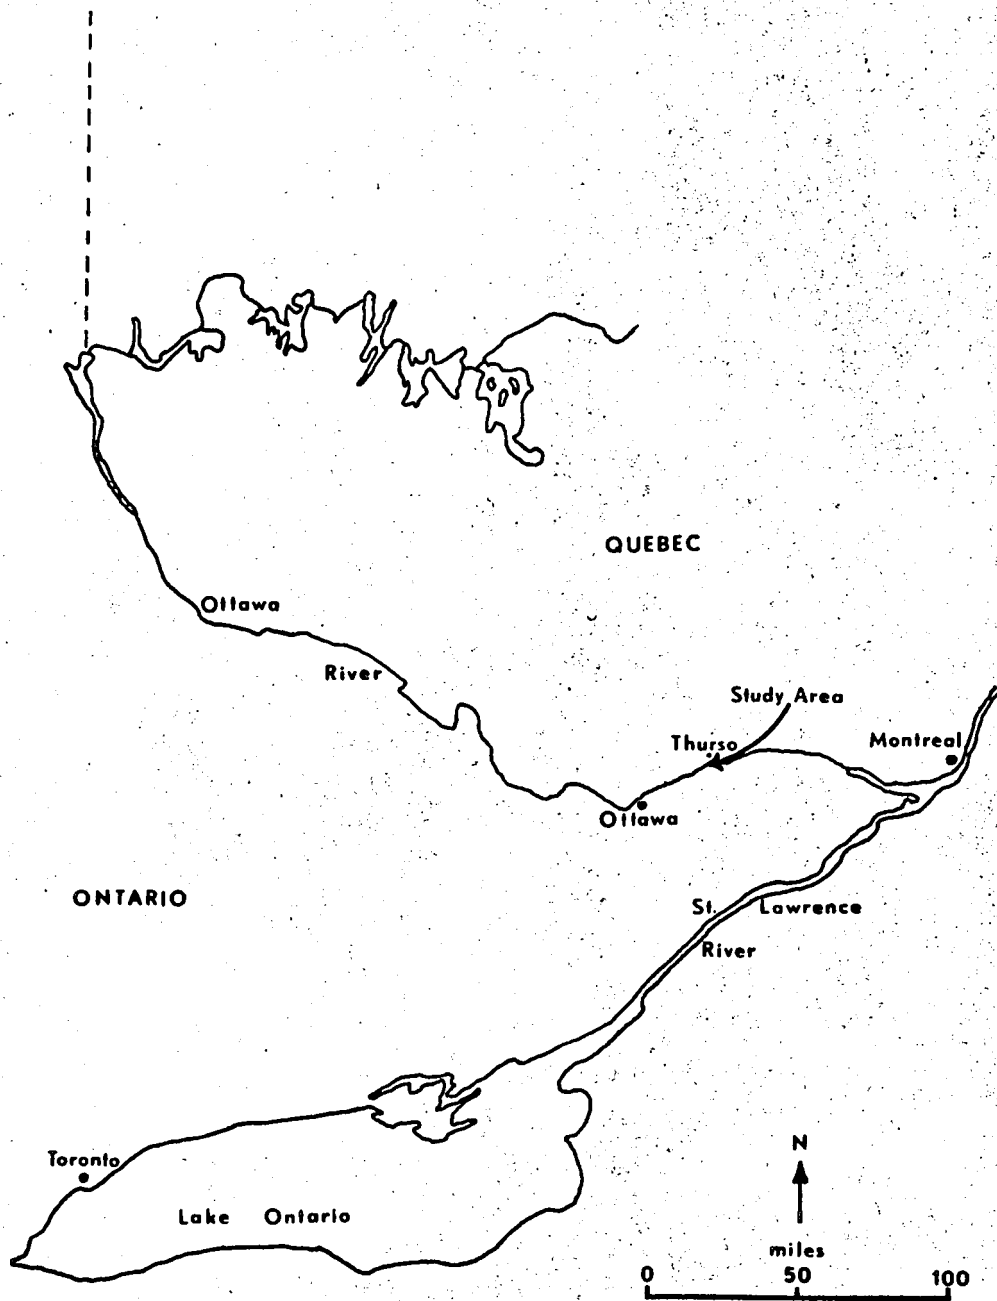 QUEBEC
Ottawa
River
Study Area
Thurso
Montreal
Ottawa
ONTARIO
St. Lawrence
River
N
Toronto
Lake Ontario
miles
0 50 100